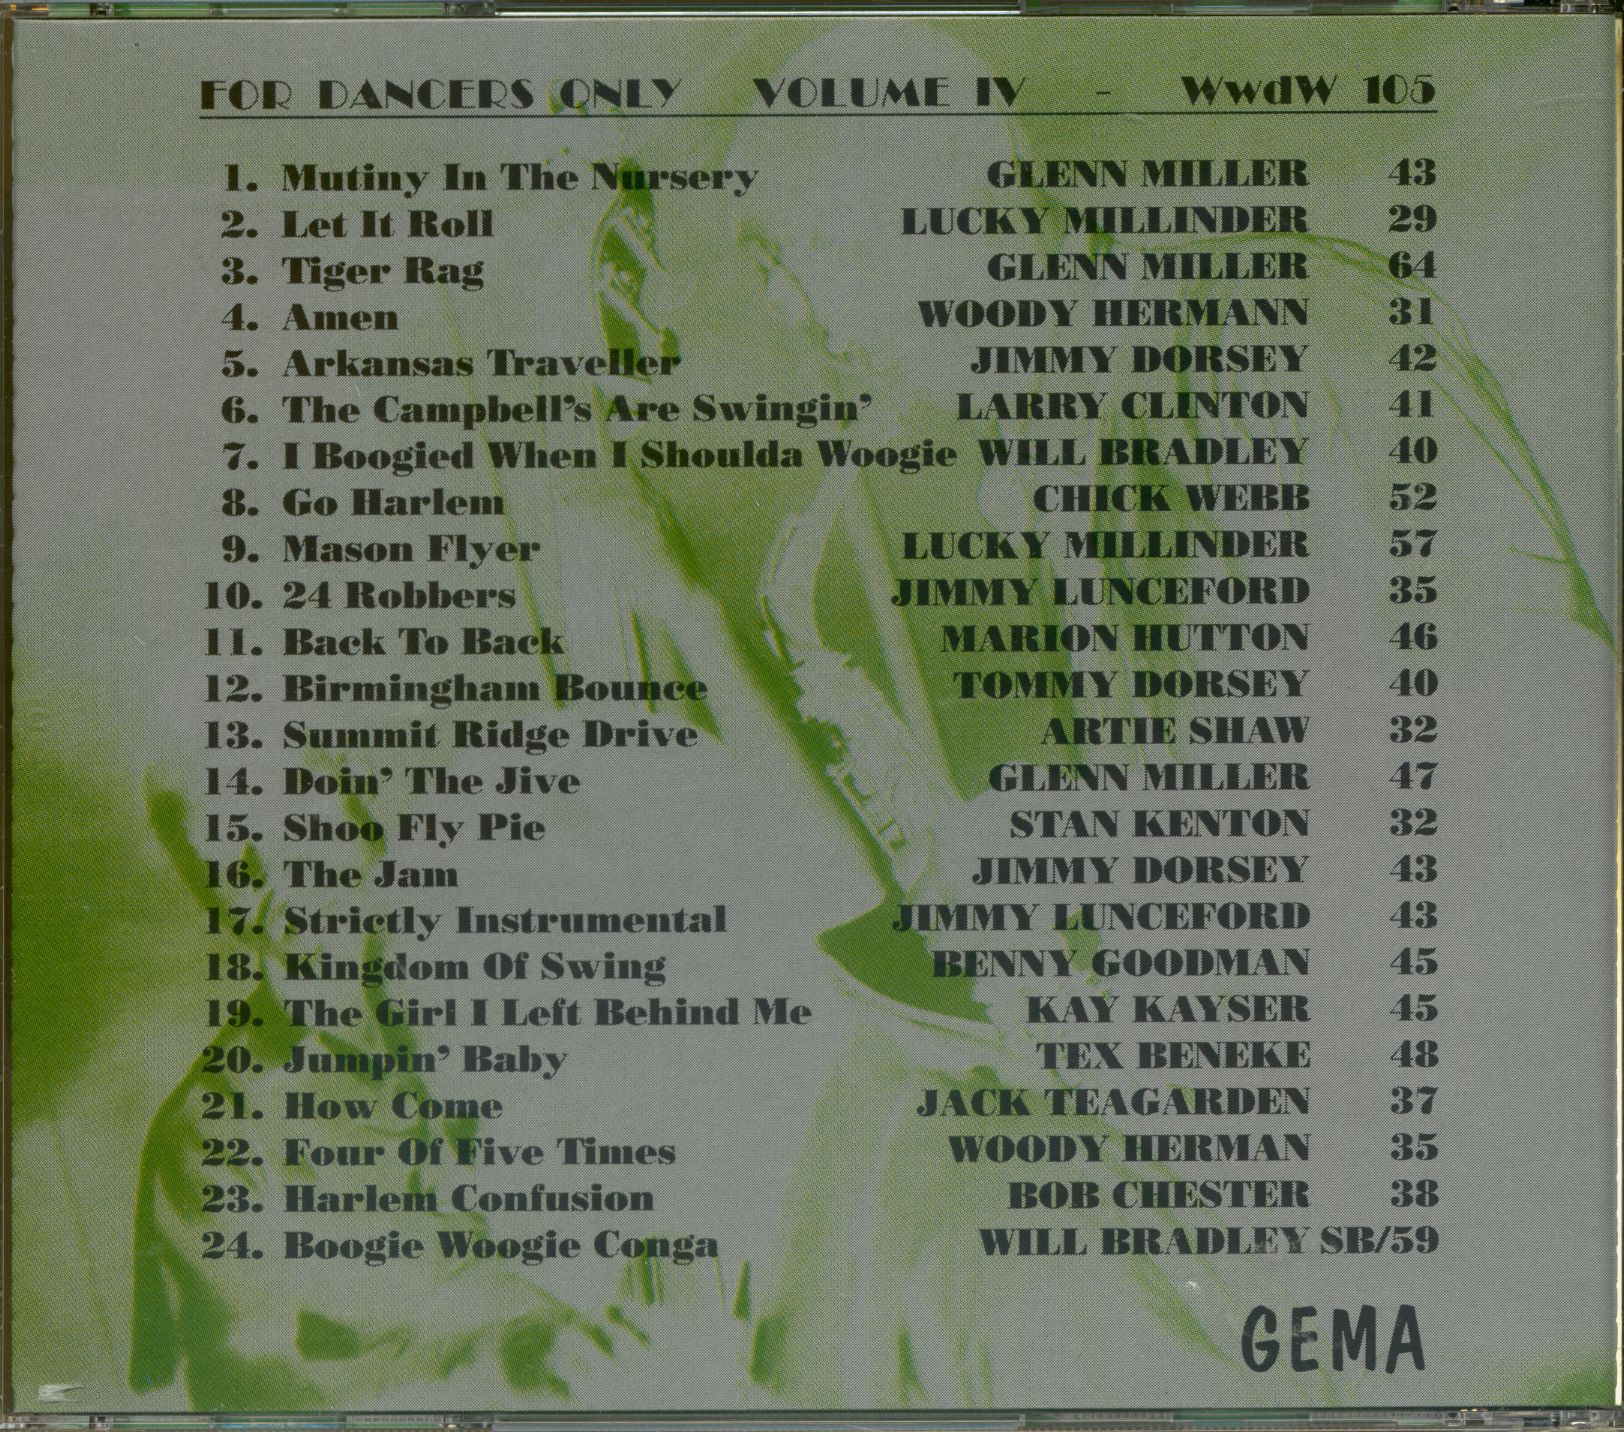 FOR DANCERS ONLY VOLUME IV - WwdW 105
1. Mutiny In The Nursery GLENN MILLER 43
2. Let It Roll LUCKY MILLINDER 29
3. Tiger Rag GLENN MILLER 64
4. Amen WOODY HERMANN 31
5. Arkansas Traveller JIMMY DORSEY 42
6. The Campbell's Are Swingin' LARRY CLINTON 41
7. I Boogied When I Shoulda Woogie WILL BRADLEY 40
8. Go Harlem CHICK WEBB 52
9. Mason Flyer LUCKY MILLINDER 57
10. 24 Robbers JIMMY LUNCEFORD 35
11. Back To Back MARION HUTTON 46
12. Birmingham Bounce TOMMY DORSEY 40
13. Summit Ridge Drive ARTIE SHAW 32
14. Doin' The Jive GLENN MILLER 47
15. Shoo Fly Pie STAN KENTON 32
16. The Jam JIMMY DORSEY 43
17. Strictly Instrumental JIMMY LUNCEFORD 43
18. Kingdom Of Swing BENNY GOODMAN 45
19. The Girl I Left Behind Me KAY KAYSER 45
20. Jumpin' Baby TEX BENEKE 48
21. How Come JACK TEAGARDEN 37
22. Four Of Five Times WOODY HERMAN 35
23. Harlem Confusion BOB CHESTER 38
24. Boogie Woogie Conga WILL BRADLEY SB/59
GEMA